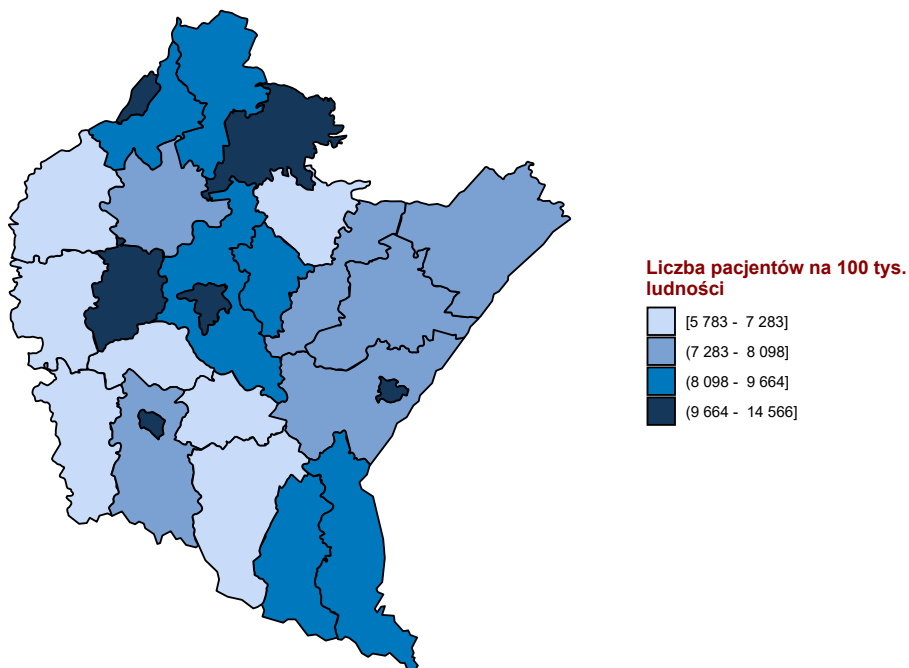 Liczba pacjentów na 100 tys.
ludności
[5 783 - 7 283]
(7 283 - 8 098]
(8 098 - 9 664]
(9 664 - 14 566]